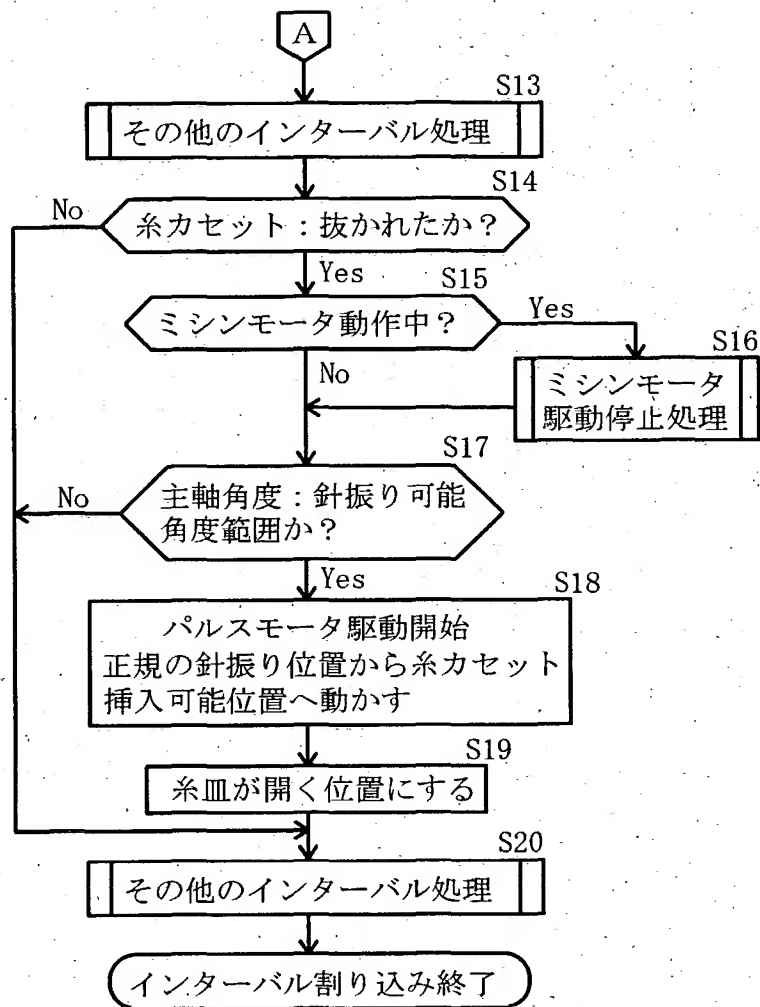 A
S13
その他のインターバル処理
S14
No
糸カセット：抜かれたか？
Yes
S15
ミシンモータ動作中？
Yes
S16
No
ミシンモータ
駆動停止処理
S17
No
主軸角度：針振り可能
角度範囲か？
Yes
S18
パルスモータ駆動開始
正規の針振り位置から糸カセット
挿入可能位置へ動かす
S19
糸皿が開く位置にする
S20
その他のインターバル処理
インターバル割り込み終了